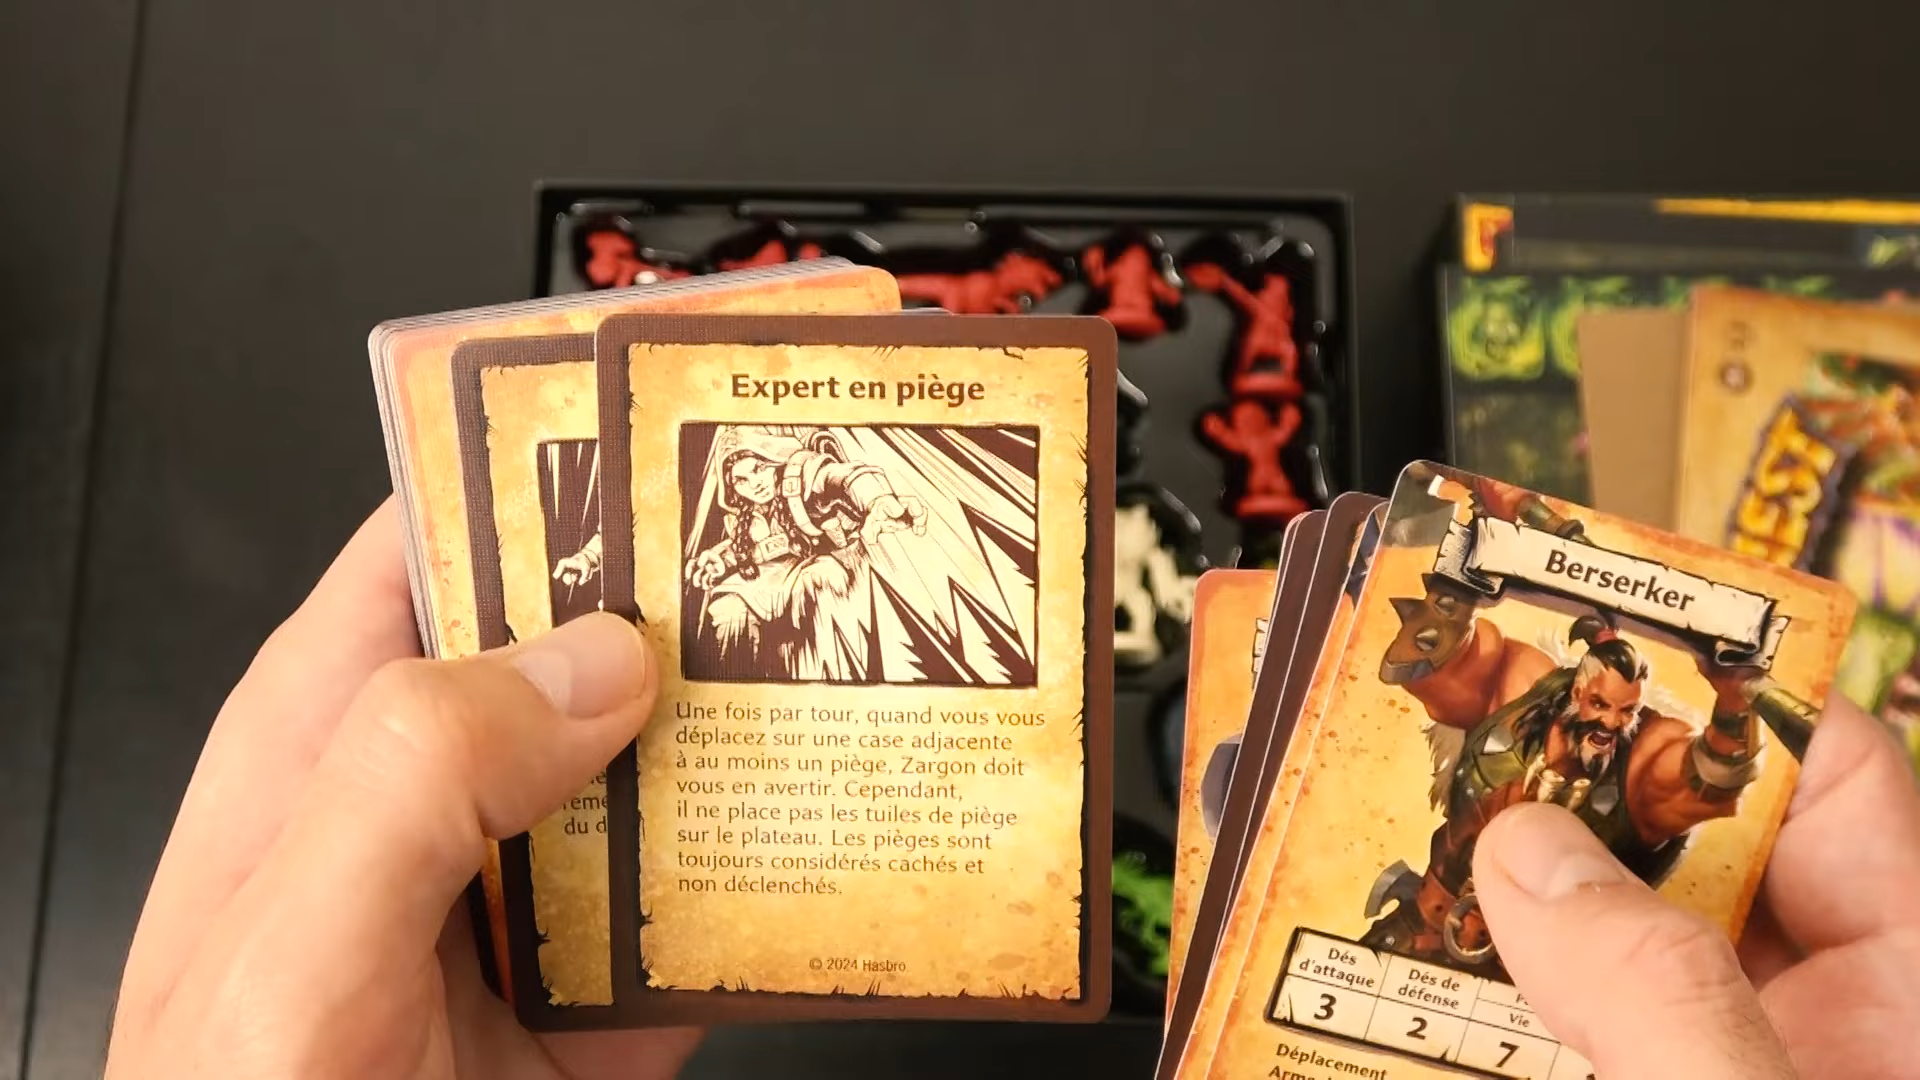 Expert en piège
Une fois par tour, quand vous vous
déplacez sur une case adjacente
à au moins un piège, Zargon doit
vous en avertir. Cependant,
il ne place pas les tuiles de piège
sur le plateau. Les pièges sont
toujours considérés cachés et
non déclenchés.
© 2024 Hasbro
du d
Berserker
Dés
d'attaque
3
Dés de
défense
2
Vie
7
Déplacement